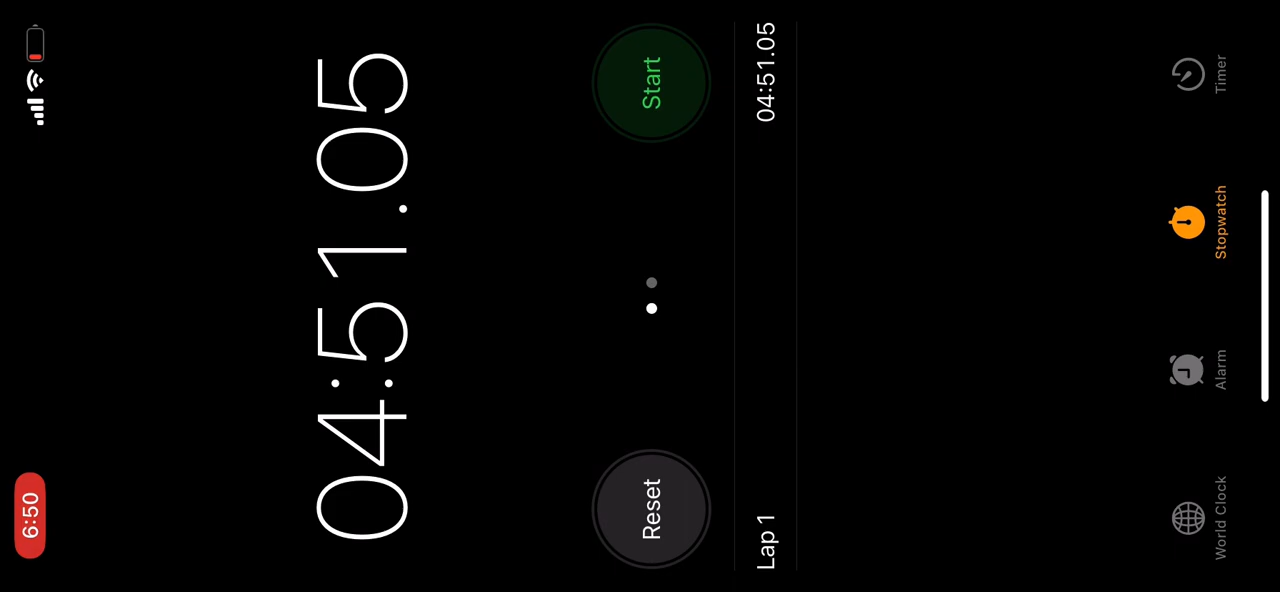 6:50
04:51.05
Reset
Start
Lap 1 04:51.05
World Clock
Alarm
Stopwatch
Timer